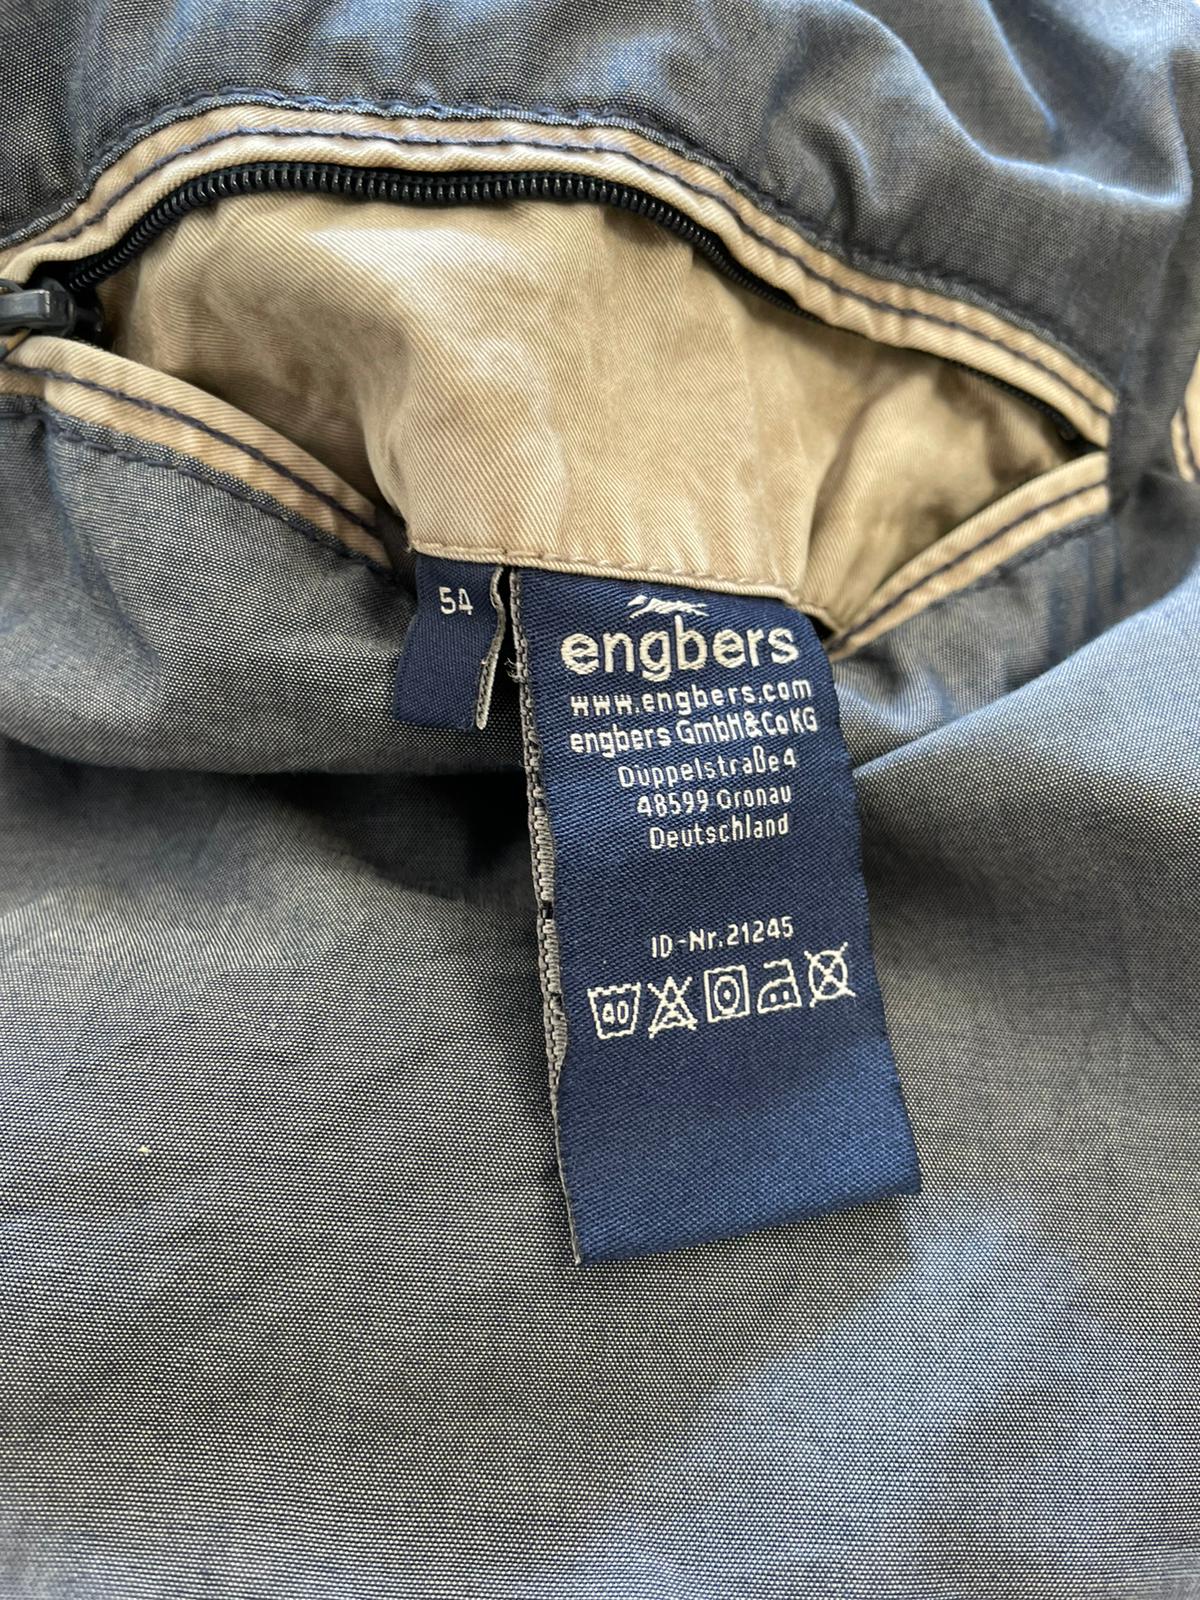 54
engbers
www.engbers.com
engbers GmbH&Co KG
Düppelstraße 4
48599 Gronau
Deutschland
ID-Nr. 21245
40